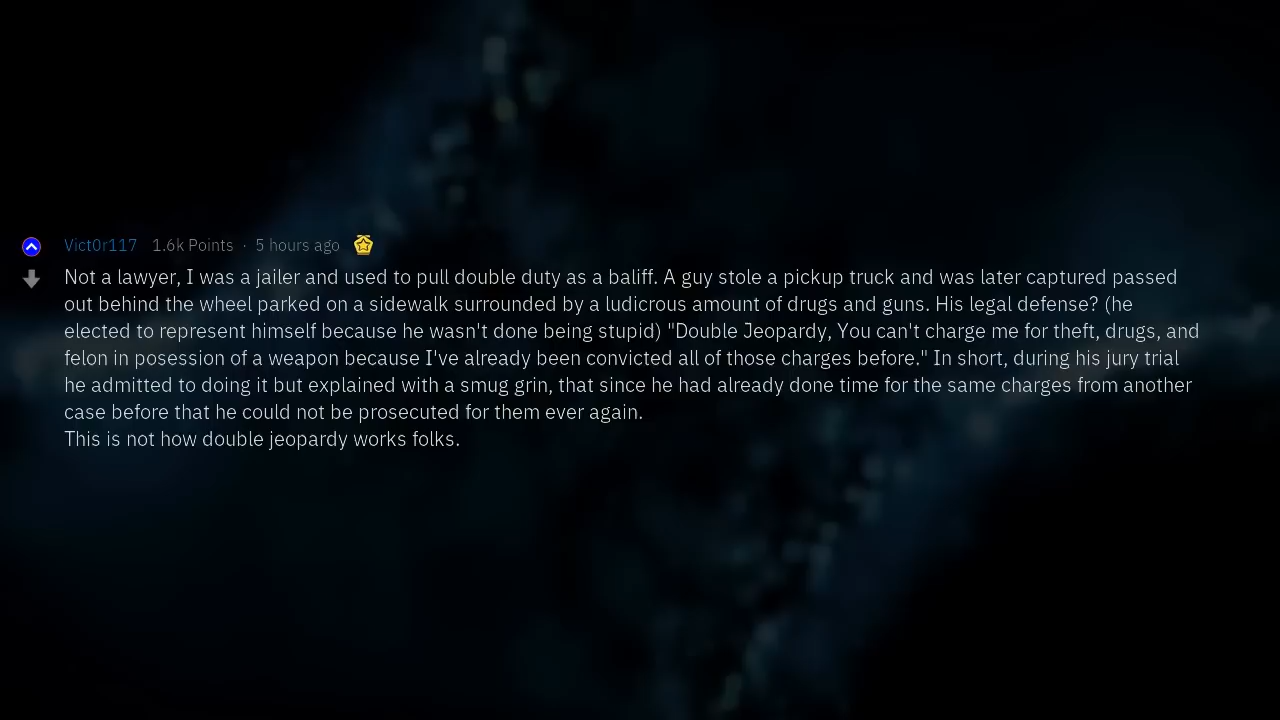 Vict0r117 1.6k Points · 5 hours ago
Not a lawyer, I was a jailer and used to pull double duty as a baliff. A guy stole a pickup truck and was later captured passed
out behind the wheel parked on a sidewalk surrounded by a ludicrous amount of drugs and guns. His legal defense? (he
elected to represent himself because he wasn't done being stupid) "Double Jeopardy, You can't charge me for theft, drugs, and
felon in posession of a weapon because I've already been convicted all of those charges before." In short, during his jury trial
he admitted to doing it but explained with a smug grin, that since he had already done time for the same charges from another
case before that he could not be prosecuted for them ever again.
This is not how double jeopardy works folks.